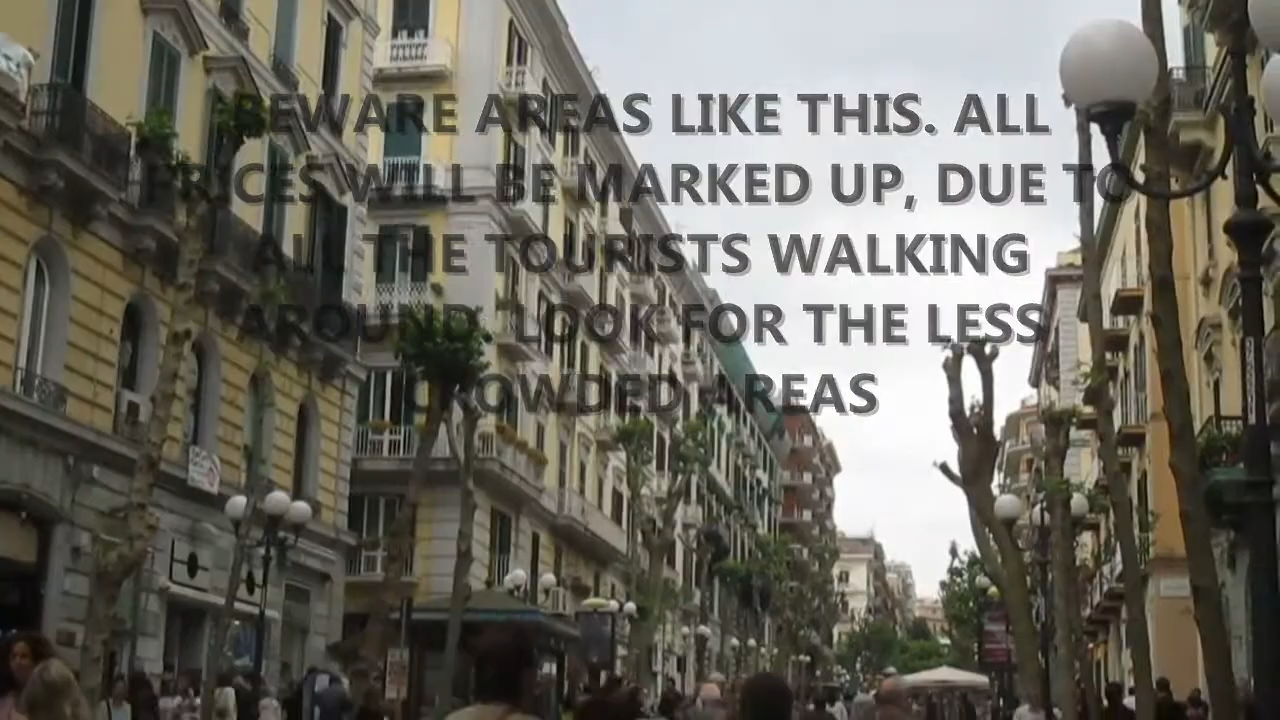 BEWARE AREAS LIKE THIS. ALL
PRICES WILL BE MARKED UP, DUE TO
ALL THE TOURISTS WALKING
AROUND. LOOK FOR THE LESS
CROWDED AREAS